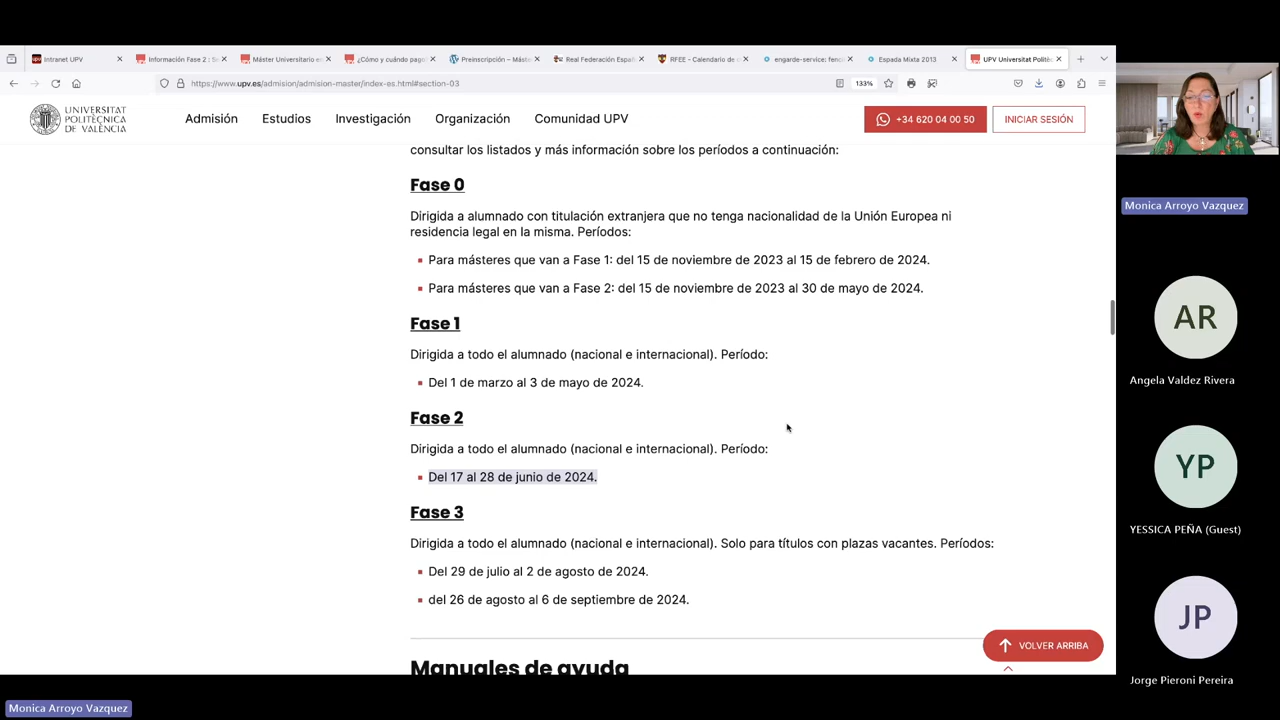 Intranet UPV
Información Fase 2 : S
Máster Universitario e
¿Cómo y cuándo pago
Preinscripción – Másto
Real Federación Españ
RFEE - Calendario de c
engarde-service; fenc
Espada Mixta 2013
UPV Universitat Politèc
https://www.upv.es/admision/admision-master/index-es.html#section-03
133%
UNIVERSITAT
POLITÈCNICA
DE VALÈNCIA
Admisión
Estudios
Investigación
Organización
Comunidad UPV
+34 620 04 00 50
INICIAR SESIÓN
consultar los listados y más información sobre los períodos a continuación:
Fase 0
Dirigida a alumnado con titulación extranjera que no tenga nacionalidad de la Unión Europea ni
residencia legal en la misma. Períodos:
Para másteres que van a Fase 1: del 15 de noviembre de 2023 al 15 de febrero de 2024.
Para másteres que van a Fase 2: del 15 de noviembre de 2023 al 30 de mayo de 2024.
Fase 1
Dirigida a todo el alumnado (nacional e internacional). Período:
Del 1 de marzo al 3 de mayo de 2024.
Fase 2
Dirigida a todo el alumnado (nacional e internacional). Período:
Del 17 al 28 de junio de 2024.
Fase 3
Dirigida a todo el alumnado (nacional e internacional). Solo para títulos con plazas vacantes. Períodos:
Del 29 de julio al 2 de agosto de 2024.
del 26 de agosto al 6 de septiembre de 2024.
VOLVER ARRIBA
Manuales de ayuda
Monica Arroyo Vazquez
AR
Angela Valdez Rivera
YP
YESSICA PEÑA (Guest)
JP
Jorge Pieroni Pereira
Monica Arroyo Vazquez